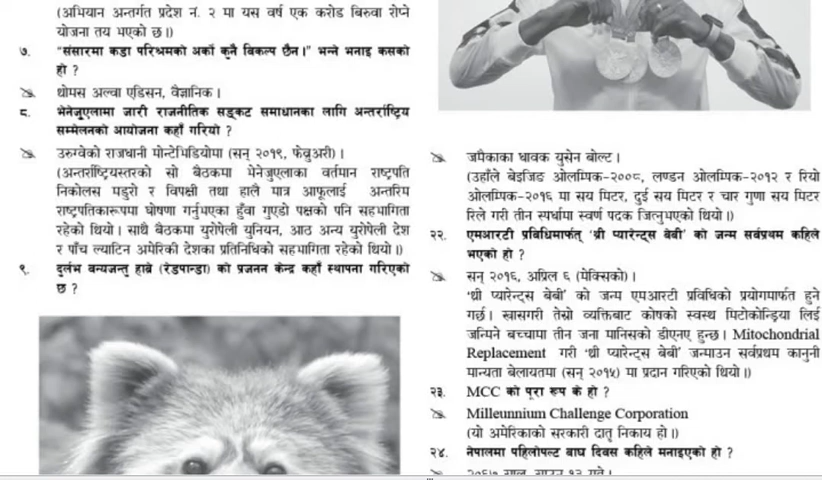 (अभियान अन्तर्गत प्रदेश नं. २ मा यस वर्ष एक करोड बिरुवा रोप्ने
योजना तय भएको छ।)
७. "संसारमा कडा परिश्रमको अर्को कुनै विकल्प छैन।" भन्ने भनाइ कसको
हो ?
थोमस अल्वा एडिसन, वैज्ञानिक।
८. भेनेजुएलामा जारी राजनीतिक सङ्कट समाधानका लागि अन्तर्राष्ट्रिय
सम्मेलनको आयोजना कहाँ गरियो ?
उरुग्वेको राजधानी मोन्टेभिडियोमा (सन् २०१९, फेब्रुअरी)।
(अन्तर्राष्ट्रियस्तरको सो बैठकमा भेनेजुएलाका वर्तमान राष्ट्रपति
निकोलस मदुरो र विपक्षी तथा हालै मात्र आफूलाई अन्तरिम
राष्ट्रपतिकारूपमा घोषणा गर्नुभएका हुँवा गुएडो पक्षको पनि सहभागिता
रहेको थियो। साथै बैठकमा युरोपेली युनियन, आठ अन्य युरोपेली देश
र पाँच ल्याटिन अमेरिकी देशका प्रतिनिधिको सहभागिता रहेको थियो।)
९. दुर्लभ वन्यजन्तु हाब्रे (रेडपान्डा) को प्रजनन केन्द्र कहाँ स्थापना गरिएको
छ ?
जमैकाका धावक युसेन बोल्ट।
(उहाँले बेइजिङ ओलम्पिक-२००८, लण्डन ओलम्पिक-२०१२ र रियो
ओलम्पिक-२०१६ मा सय मिटर, दुई सय मिटर र चार गुणा सय मिटर
रिले गरी तीन स्पर्धामा स्वर्ण पदक जित्नुभएको थियो।)
२२. एमआरटी प्रविधिमार्फत् 'थ्री प्यारेन्ट्स बेबी' को जन्म सर्वप्रथम कहिले
भएको हो ?
सन् २०१६, अप्रिल ६ (मेक्सिको)।
'थ्री प्यारेन्ट्स बेबी' को जन्म एमआरटी प्रविधिको प्रयोगमार्फत हुने
गर्छ। खासगरी तेस्रो व्यक्तिबाट कोषको स्वस्थ मिटोकोन्ड्रिया लिई
जन्मिने बच्चामा तीन जना मानिसको डीएनए हुन्छ। Mitochondrial
Replacement गरी 'थ्री प्यारेन्ट्स बेबी' जन्माउन सर्वप्रथम कानुनी
मान्यता बेलायतमा (सन् २०१५) मा प्रदान गरिएको थियो।)
२३. MCC को पूरा रूप के हो ?
Milleunnium Challenge Corporation
(यो अमेरिकाको सरकारी दातृ निकाय हो।)
२४. नेपालमा पहिलोपल्ट बाघ दिवस कहिले मनाइएको हो ?